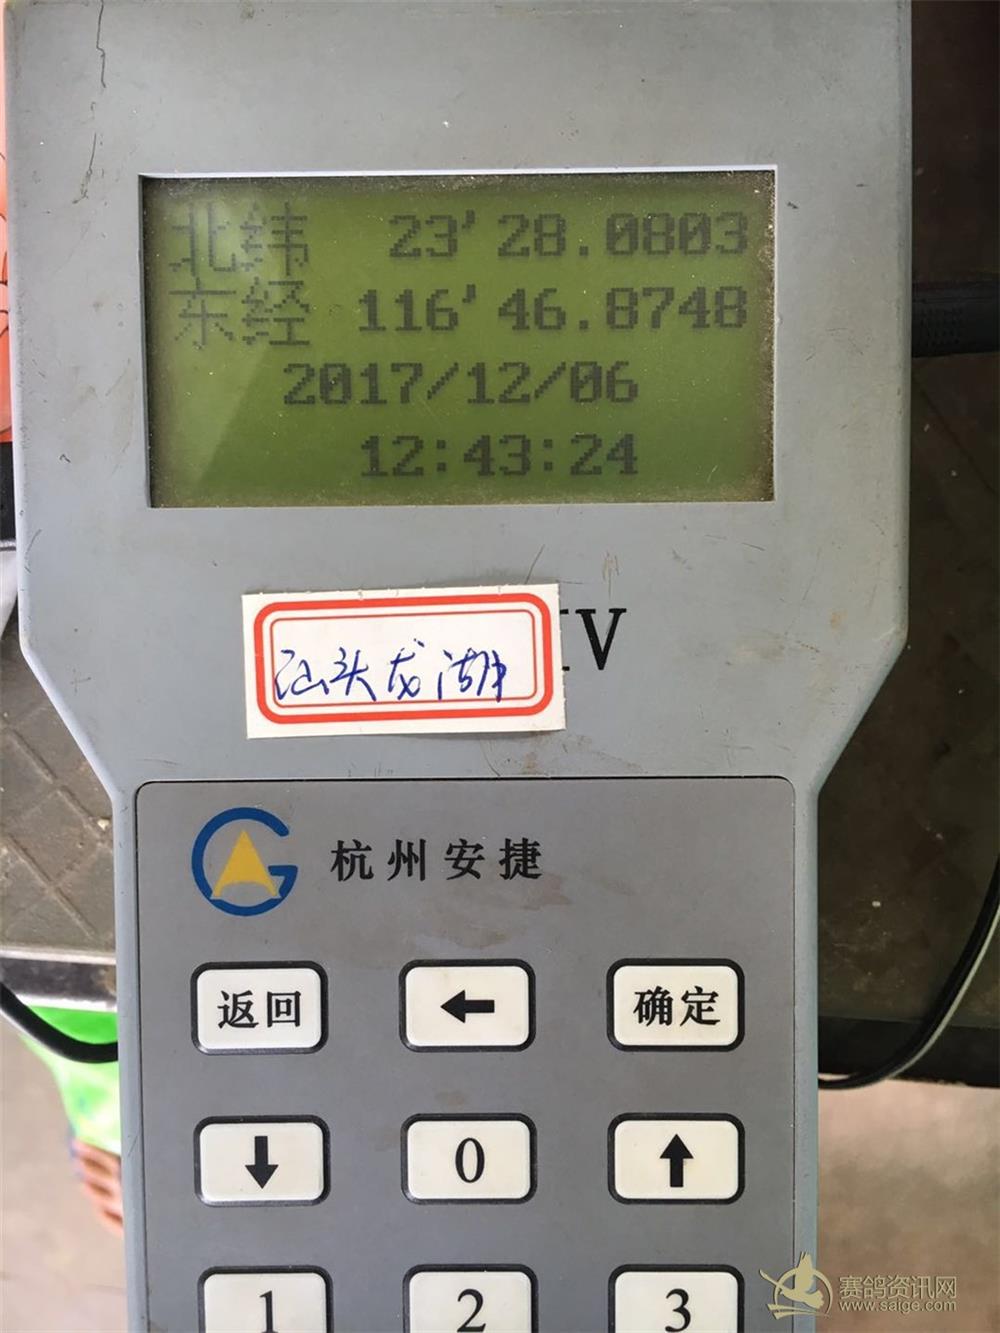 北纬 23'28.0803
东经 116'46.8748
2017/12/06
12:43:24
IV
汕头龙湖
杭州安捷
返回 ← 确定
↓ 0 ↑
1 2 3
赛鸽资讯网
www.saige.com